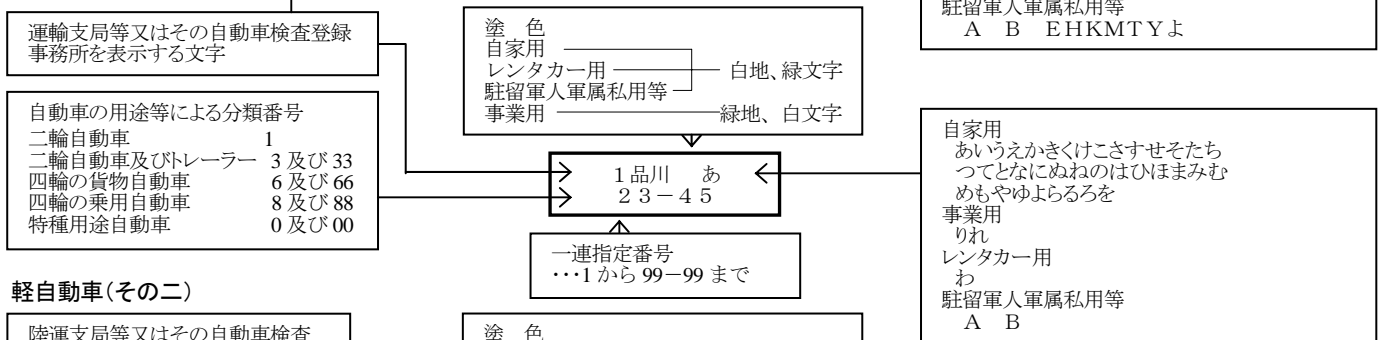 駐留軍人軍属私用等
A B EHKMTYよ
運輸支局等又はその自動車検査登録
事務所を表示する文字
塗 色
自家用
レンタカー用
駐留軍人軍属私用等
白地、緑文字
事業用
緑地、白文字
自動車の用途等による分類番号
二輪自動車 1
二輪自動車及びトレーラー 3及び33
四輪の貨物自動車 6及び66
四輪の乗用自動車 8及び88
特種用途自動車 0及び00
1品川 あ
23-45
一連指定番号
・・・1から99-99まで
自家用
あいうえかきくけこさすせそたち
つてとなにぬねのはひほまみむ
めもやゆよらるろを
事業用
りれ
レンタカー用
わ
駐留軍人軍属私用等
A B
軽自動車(その二)
陸運支局等又はその自動車検査
塗 色